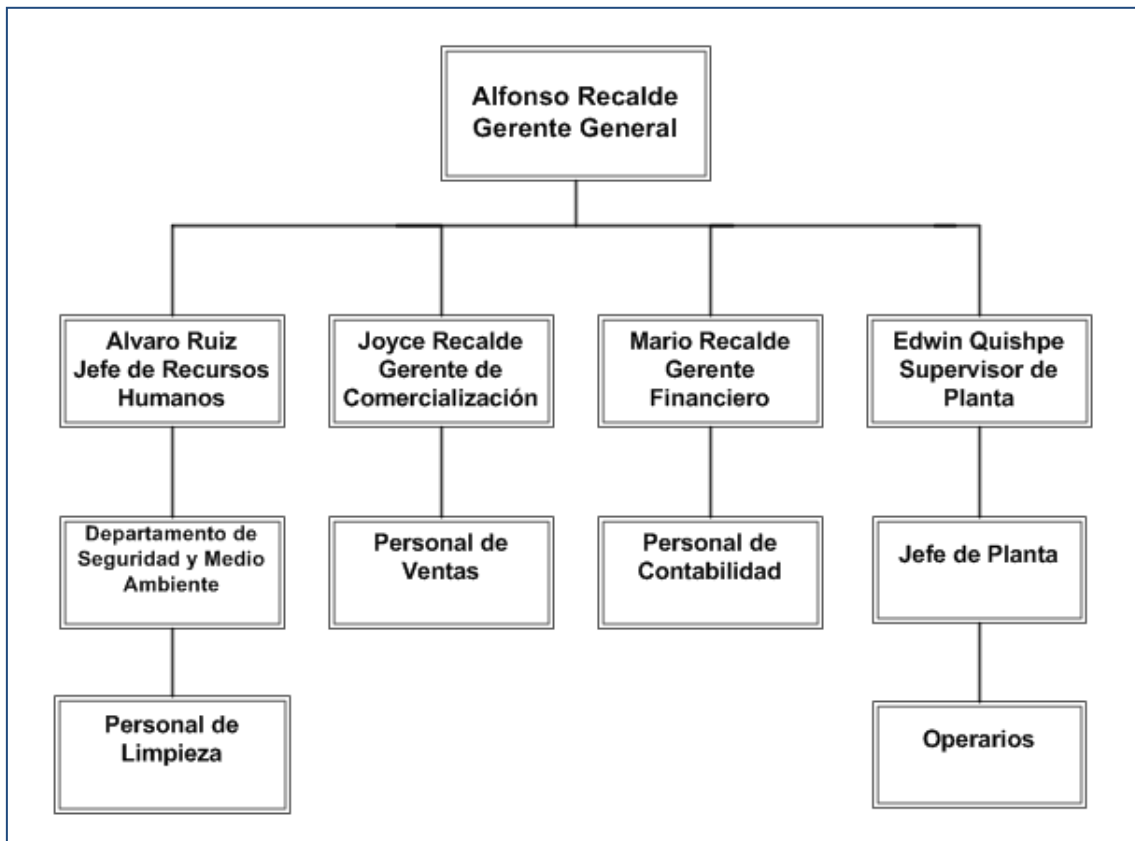 Alfonso Recalde
Gerente General
Alvaro Ruiz
Jefe de Recursos
Humanos
Joyce Recalde
Gerente de
Comercialización
Mario Recalde
Gerente
Financiero
Edwin Quishpe
Supervisor de
Planta
Departamento de
Seguridad y Medio
Ambiente
Personal de
Ventas
Personal de
Contabilidad
Jefe de Planta
Personal de
Limpieza
Operarios